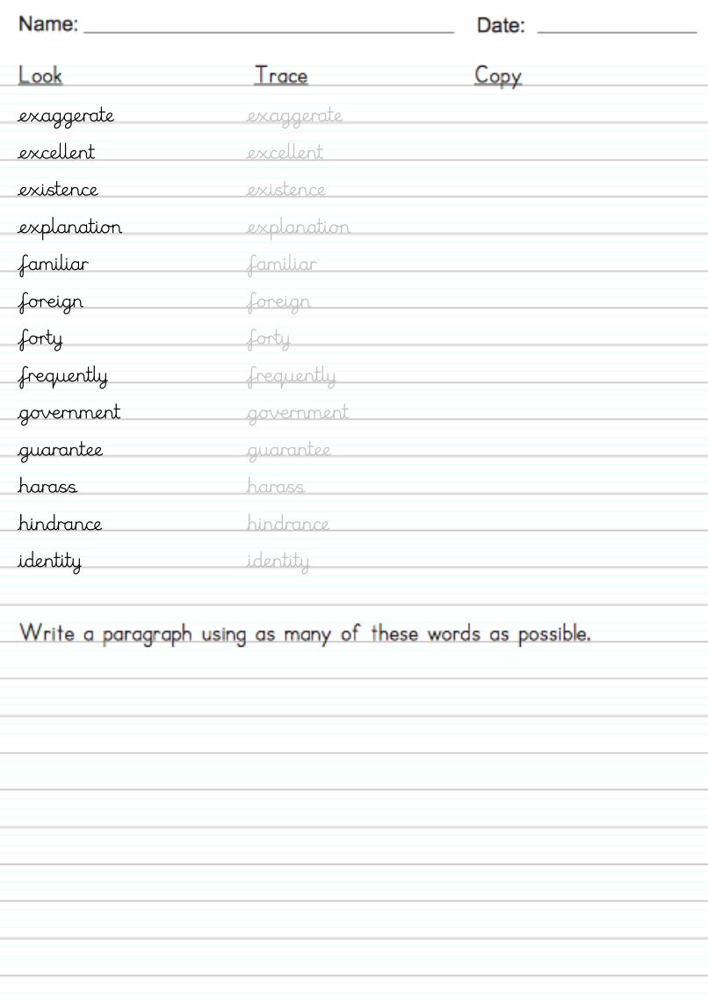 Name: Date:
Look Trace Copy
exaggerate exaggerate
excellent excellent
existence existence
explanation explanation
familiar familiar
foreign foreign
forty forty
frequently frequently
government government
guarantee guarantee
harass harass
hindrance hindrance
identity identity
Write a paragraph using as many of these words as possible.